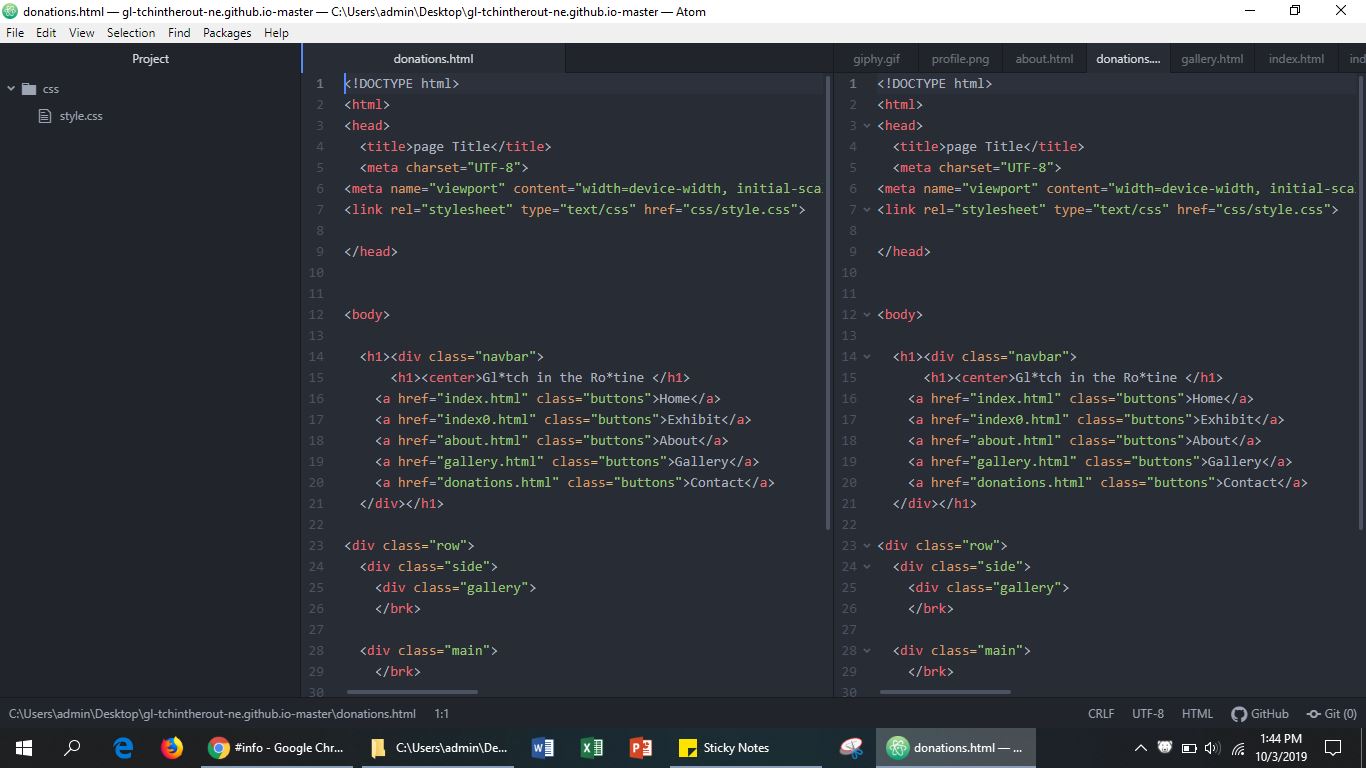 donations.html — gl-tchintherout-ne.github.io-master — C:\Users\admin\Desktop\gl-tchintherout-ne.github.io-master — Atom
File Edit View Selection Find Packages Help
Project
css
style.css
donations.html
1 <!DOCTYPE html>
2 <html>
3 <head>
4 <title>page Title</title>
5 <meta charset="UTF-8">
6 <meta name="viewport" content="width=device-width, initial-sca
7 <link rel="stylesheet" type="text/css" href="css/style.css">
8
9 </head>
10
11
12 <body>
13
14 <h1><div class="navbar">
15 <h1><center>Gl*tch in the Ro*tine </h1>
16 <a href="index.html" class="buttons">Home</a>
17 <a href="index0.html" class="buttons">Exhibit</a>
18 <a href="about.html" class="buttons">About</a>
19 <a href="gallery.html" class="buttons">Gallery</a>
20 <a href="donations.html" class="buttons">Contact</a>
21 </div></h1>
22
23 <div class="row">
24 <div class="side">
25 <div class="gallery">
26 </brk>
27
28 <div class="main">
29 </brk>
30
giphy.gif profile.png about.html donations.... gallery.html index.html ind
1 <!DOCTYPE html>
2 <html>
3 <head>
4 <title>page Title</title>
5 <meta charset="UTF-8">
6 <meta name="viewport" content="width=device-width, initial-sca
7 <link rel="stylesheet" type="text/css" href="css/style.css">
8
9 </head>
10
11
12 <body>
13
14 <h1><div class="navbar">
15 <h1><center>Gl*tch in the Ro*tine </h1>
16 <a href="index.html" class="buttons">Home</a>
17 <a href="index0.html" class="buttons">Exhibit</a>
18 <a href="about.html" class="buttons">About</a>
19 <a href="gallery.html" class="buttons">Gallery</a>
20 <a href="donations.html" class="buttons">Contact</a>
21 </div></h1>
22
23 <div class="row">
24 <div class="side">
25 <div class="gallery">
26 </brk>
27
28 <div class="main">
29 </brk>
30
C:\Users\admin\Desktop\gl-tchintherout-ne.github.io-master\donations.html 1:1 CRLF UTF-8 HTML GitHub Git (0)
#info - Google Chr... C:\Users\admin\De... Sticky Notes donations.html — ... 1:44 PM
10/3/2019